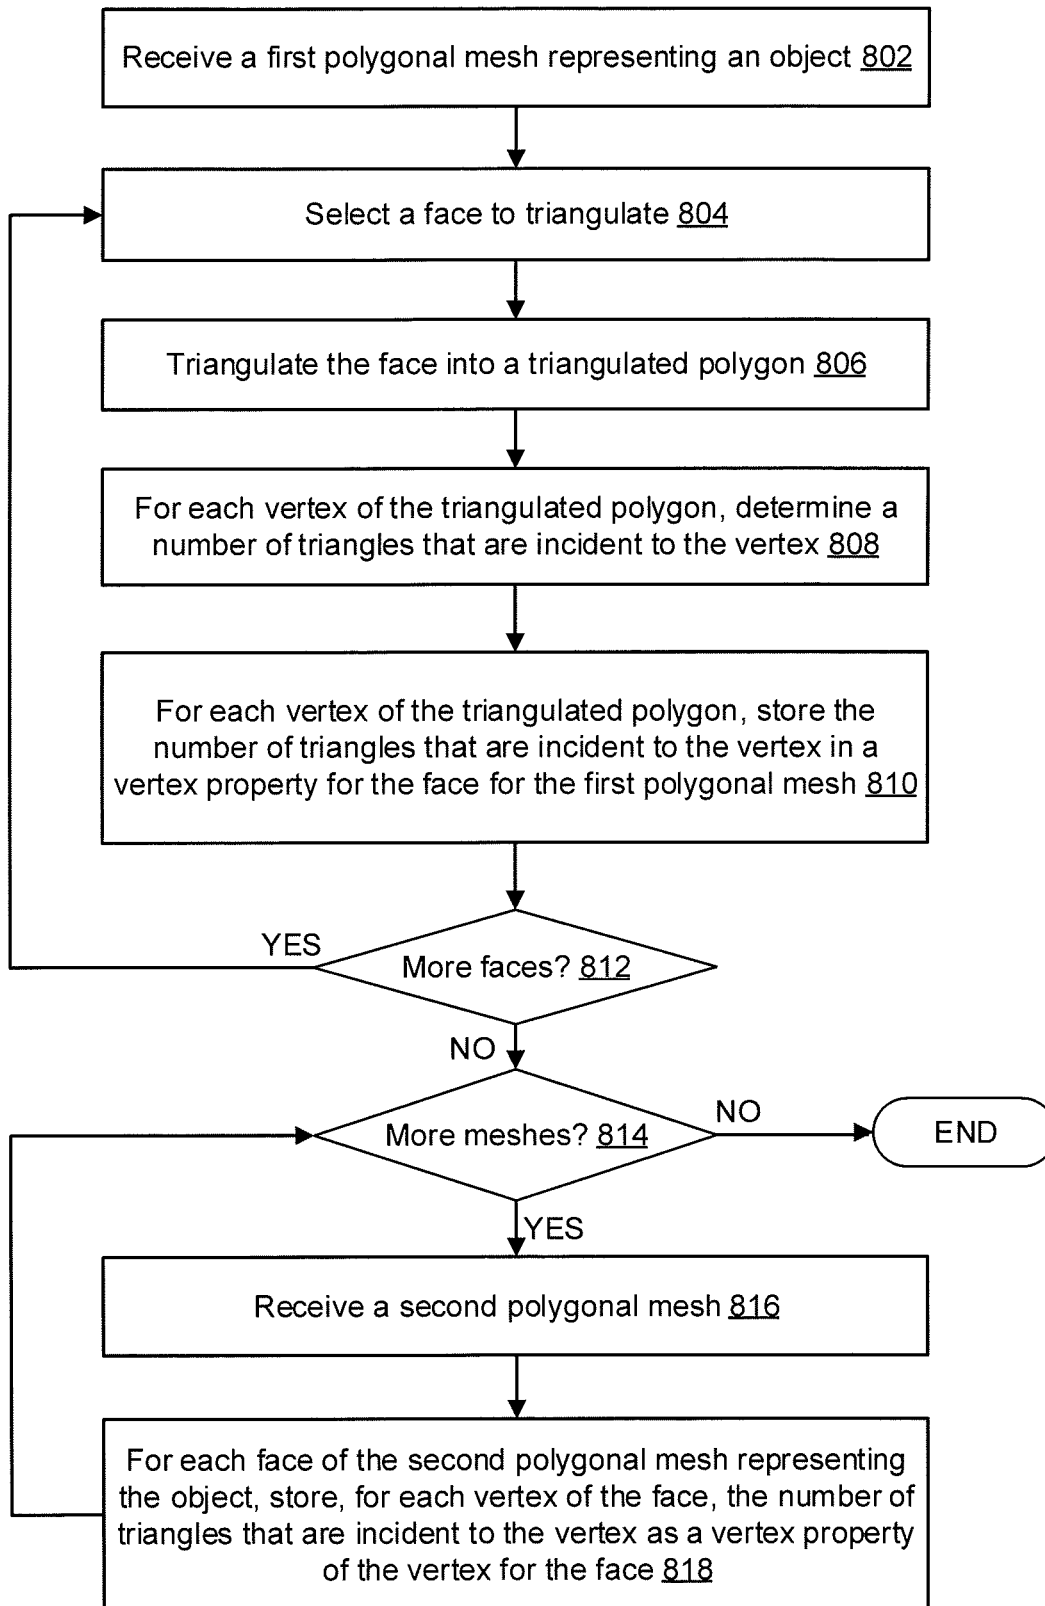 Receive a first polygonal mesh representing an object 802
Select a face to triangulate 804
Triangulate the face into a triangulated polygon 806
For each vertex of the triangulated polygon, determine a
number of triangles that are incident to the vertex 808
For each vertex of the triangulated polygon, store the
number of triangles that are incident to the vertex in a
vertex property for the face for the first polygonal mesh 810
YES
More faces? 812
NO
More meshes? 814
NO
END
YES
Receive a second polygonal mesh 816
For each face of the second polygonal mesh representing
the object, store, for each vertex of the face, the number of
triangles that are incident to the vertex as a vertex property
of the vertex for the face 818